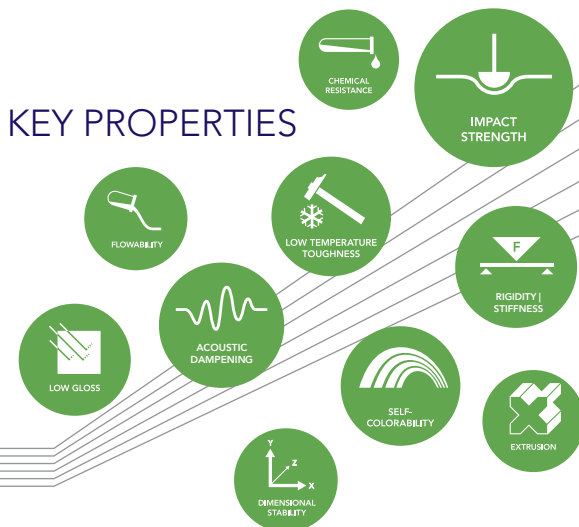 CHEMICAL
RESISTANCE
IMPACT
STRENGTH
KEY PROPERTIES
FLOWABILITY
LOW TEMPERATURE
TOUGHNESS
F
RIGIDITY |
STIFFNESS
ACOUSTIC
DAMPENING
LOW GLOSS
SELF-
COLORABILITY
EXTRUSION
Y
Z
X
DIMENSIONAL
STABILITY